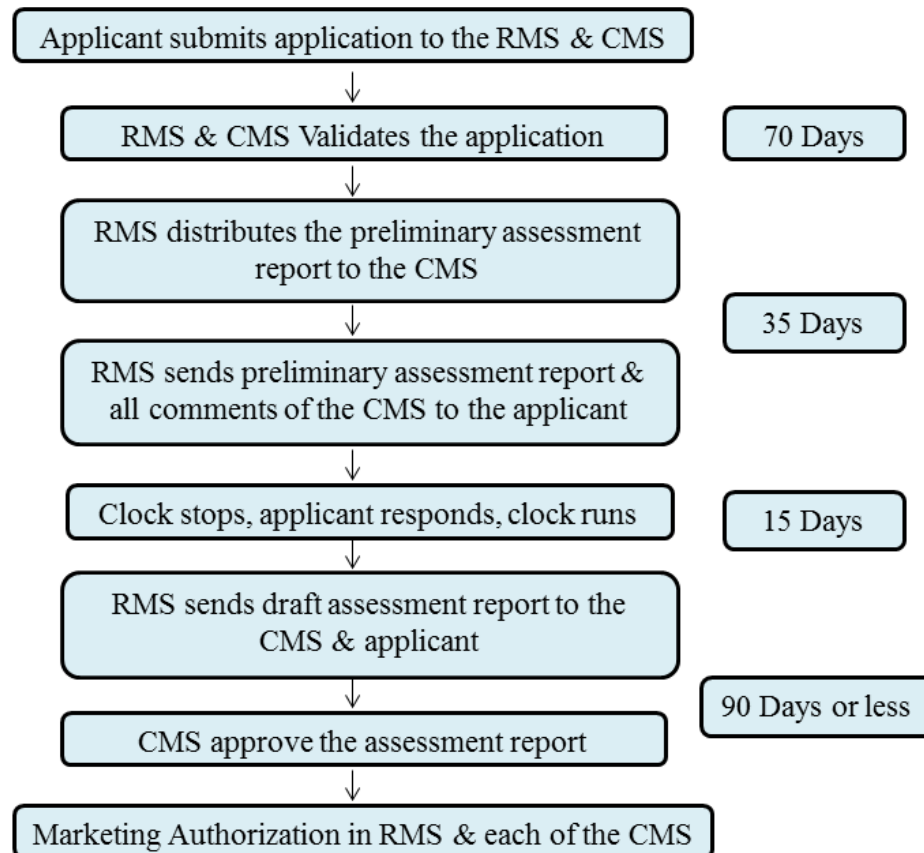 Applicant submits application to the RMS & CMS
RMS & CMS Validates the application
70 Days
RMS distributes the preliminary assessment
report to the CMS
35 Days
RMS sends preliminary assessment report &
all comments of the CMS to the applicant
Clock stops, applicant responds, clock runs
15 Days
RMS sends draft assessment report to the
CMS & applicant
90 Days or less
CMS approve the assessment report
Marketing Authorization in RMS & each of the CMS